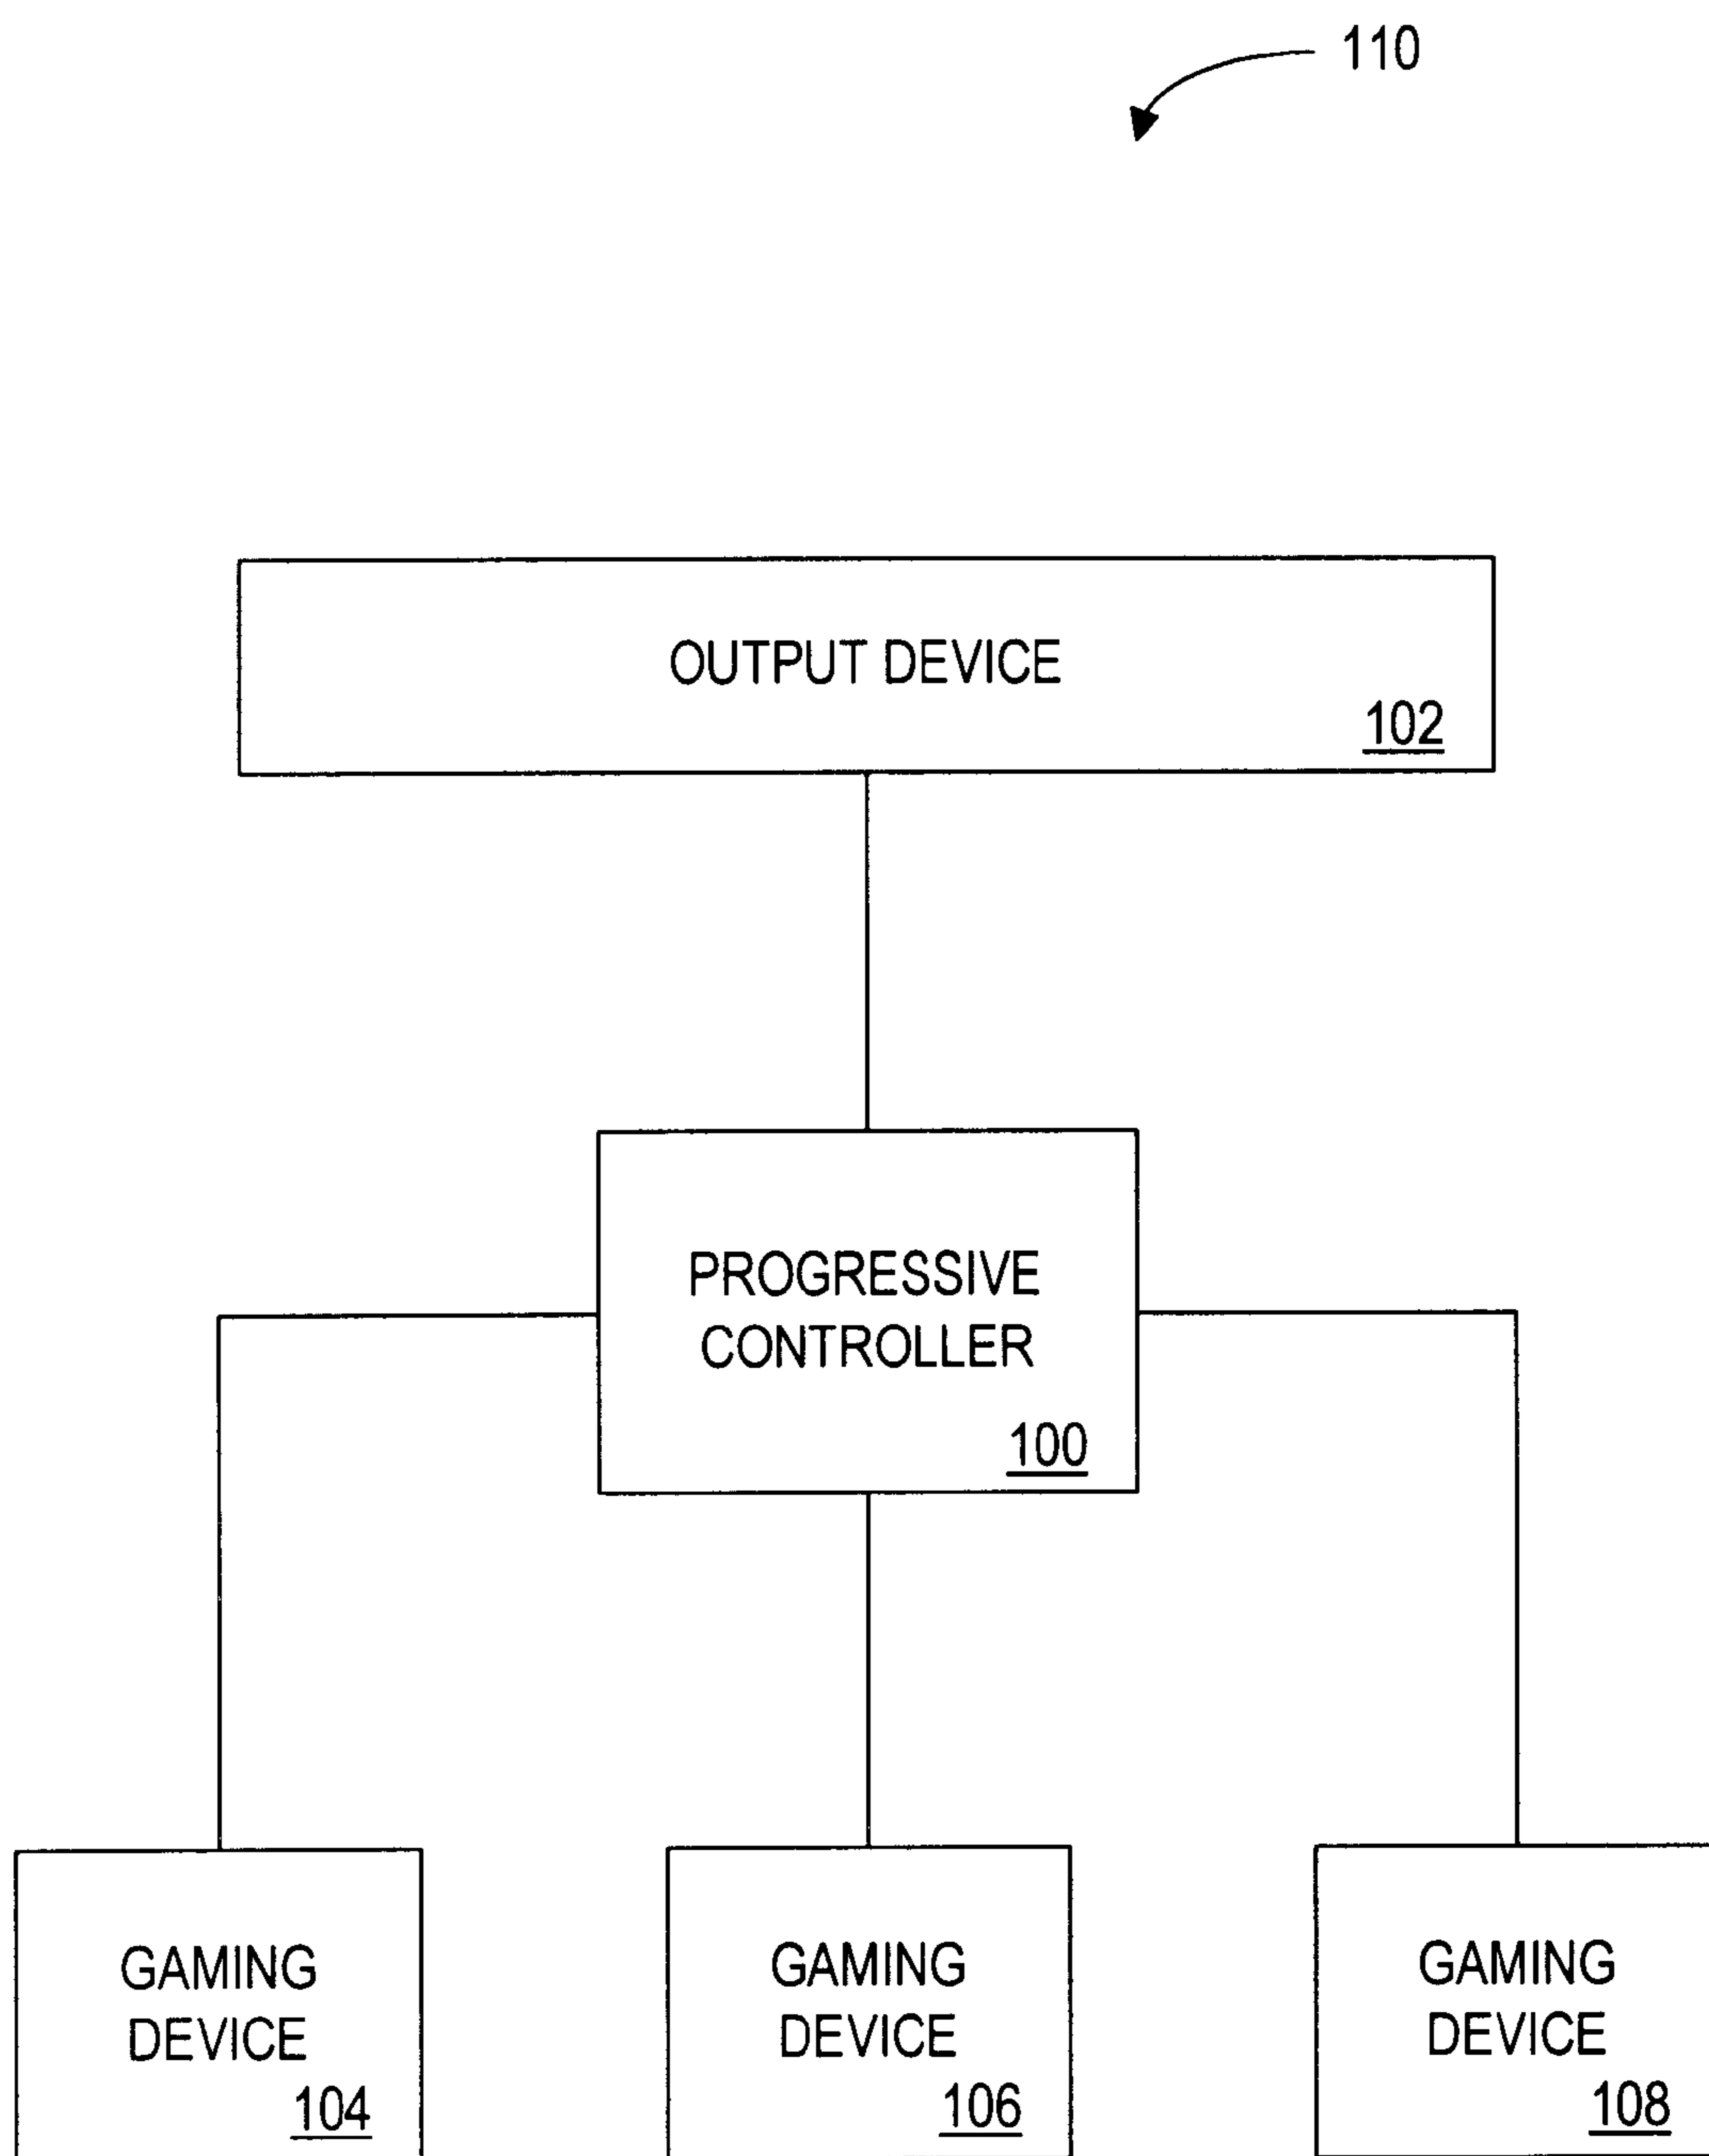 110
OUTPUT DEVICE
102
PROGRESSIVE
CONTROLLER
100
GAMING
DEVICE
104
GAMING
DEVICE
106
GAMING
DEVICE
108